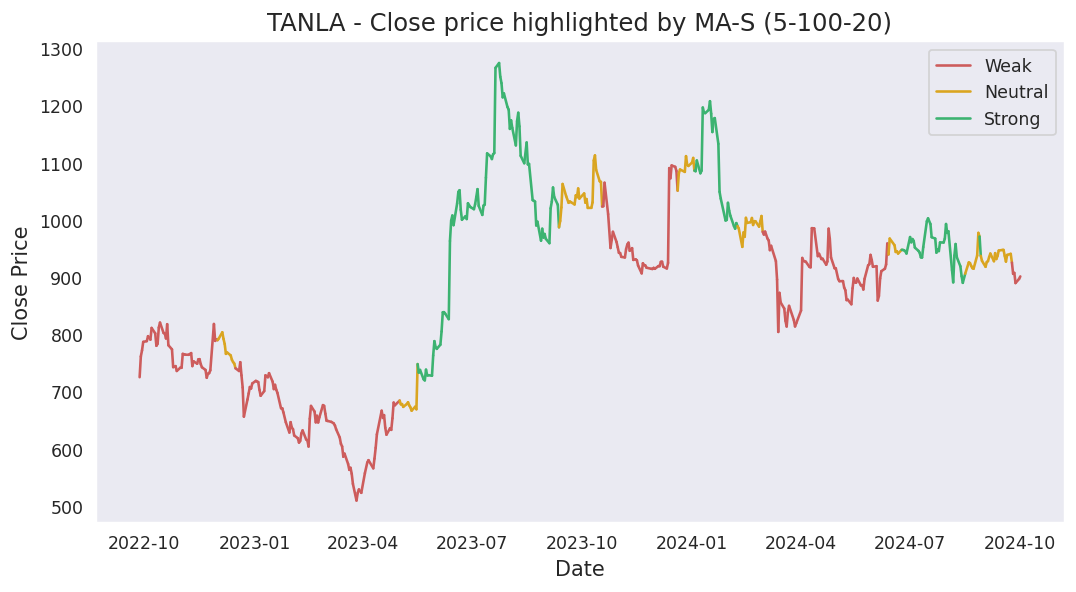 TANLA - Close price highlighted by MA-S (5-100-20)
Weak
Neutral
Strong
Close Price
1300
1200
1100
1000
900
800
700
600
500
2022-10 2023-01 2023-04 2023-07 2023-10 2024-01 2024-04 2024-07 2024-10
Date